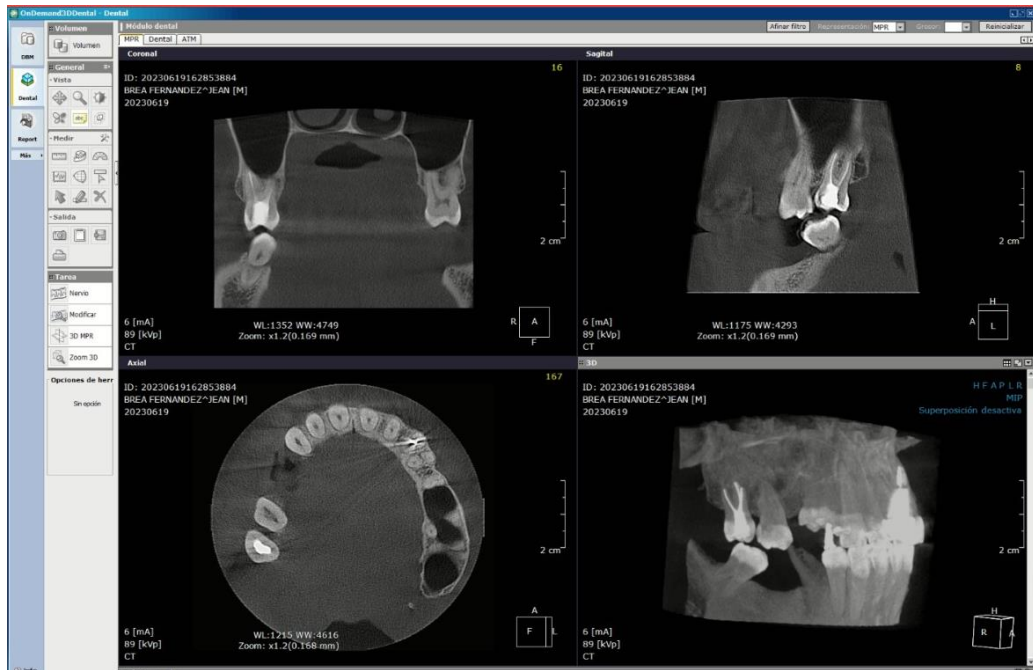 OnDemand3DDental - Dental
DBM
Dental
Report
Más
Volumen
Volumen
General
Vista
Medir
Salida
Tarea
Nervio
Modificar
3D MPR
Zoom 3D
Opciones de herr
Sin opción
Módulo dental
Afinar filtro
Representación
MPR
Grosor
Reinicializar
MPR Dental ATM
Coronal
16
ID: 20230619162853884
BREA FERNANDEZ^JEAN [M]
20230619
2 cm
R A
F
6 [mA]
89 [kVp]
CT
WL:1352 WW:4749
Zoom: x1.2(0.169 mm)
Sagital
8
ID: 20230619162853884
BREA FERNANDEZ^JEAN [M]
20230619
2 cm
H
A L
6 [mA]
89 [kVp]
CT
WL:1175 WW:4293
Zoom: x1.2(0.169 mm)
Axial
167
ID: 20230619162853884
BREA FERNANDEZ^JEAN [M]
20230619
2 cm
A
F L
6 [mA]
89 [kVp]
CT
WL:1215 WW:4616
Zoom: x1.2(0.168 mm)
3D
ID: 20230619162853884
BREA FERNANDEZ^JEAN [M]
20230619
H F A P L R
MIP
Superposición desactiva
2 cm
H
R A
6 [mA]
89 [kVp]
CT